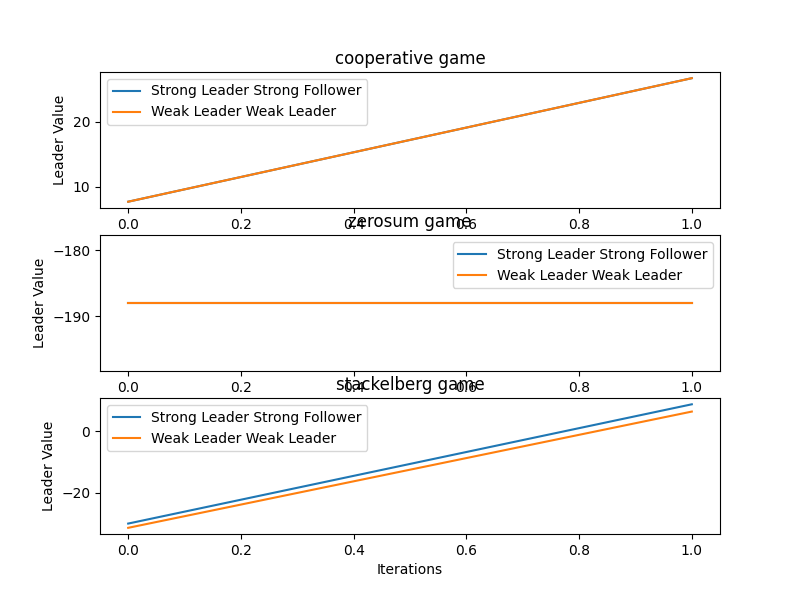 cooperative game
Strong Leader Strong Follower
Weak Leader Weak Leader
Leader Value
20
10
0.0 0.2 0.4 0.6 0.8 1.0
zerosum game
Strong Leader Strong Follower
Weak Leader Weak Leader
Leader Value
−180
−190
0.0 0.2 0.4 0.6 0.8 1.0
stackelberg game
Strong Leader Strong Follower
Weak Leader Weak Leader
Leader Value
0
−20
0.0 0.2 0.4 0.6 0.8 1.0
Iterations